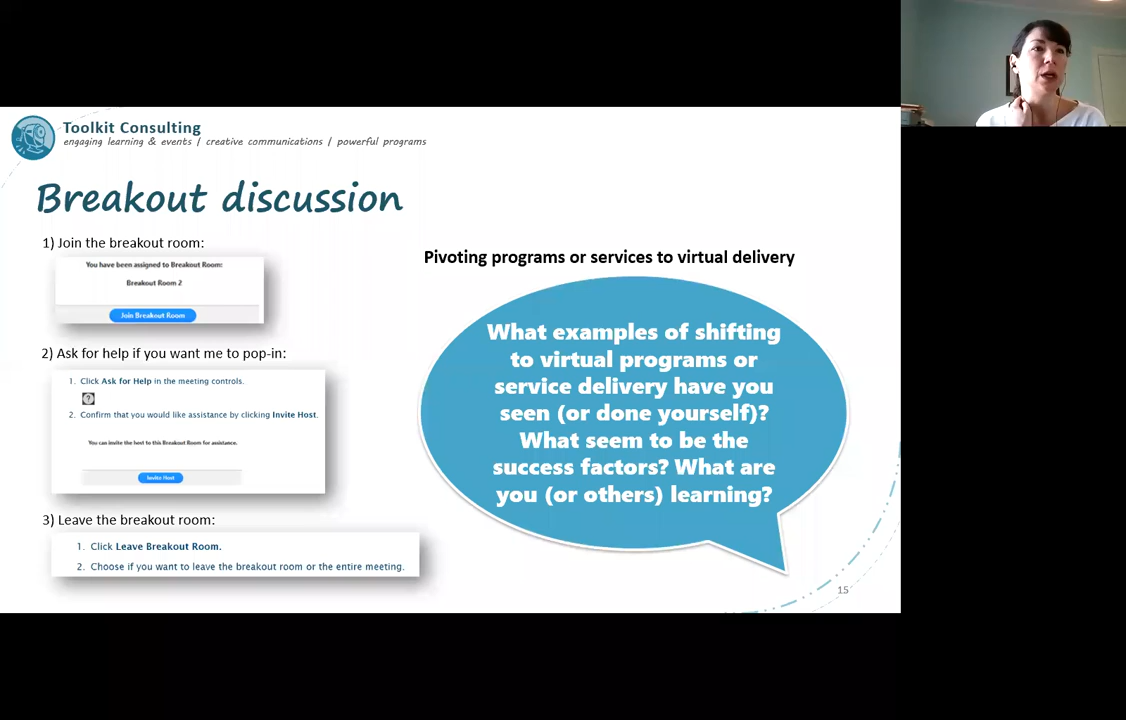 Toolkit Consulting
engaging learning & events / creative communications / powerful programs
Breakout discussion
1) Join the breakout room:
You have been assigned to Breakout Room:
Breakout Room 2
Join Breakout Room
2) Ask for help if you want me to pop-in:
1. Click Ask for Help in the meeting controls.
?
2. Confirm that you would like assistance by clicking Invite Host.
You can invite the host to this Breakout Room for assistance.
Invite Host
3) Leave the breakout room:
1. Click Leave Breakout Room.
2. Choose if you want to leave the breakout room or the entire meeting.
Pivoting programs or services to virtual delivery
What examples of shifting
to virtual programs or
service delivery have you
seen (or done yourself)?
What seem to be the
success factors? What are
you (or others) learning?
15